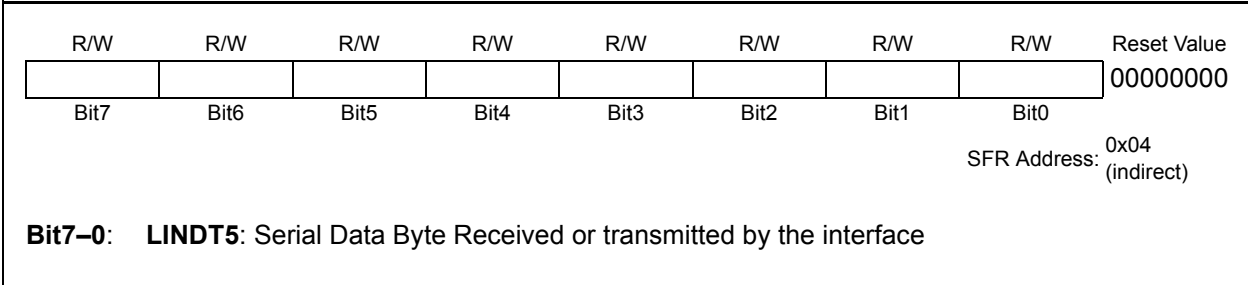 R/W R/W R/W R/W R/W R/W R/W R/W Reset Value
00000000
Bit7 Bit6 Bit5 Bit4 Bit3 Bit2 Bit1 Bit0
SFR Address: 0x04
(indirect)
Bit7–0: LINDT5: Serial Data Byte Received or transmitted by the interface